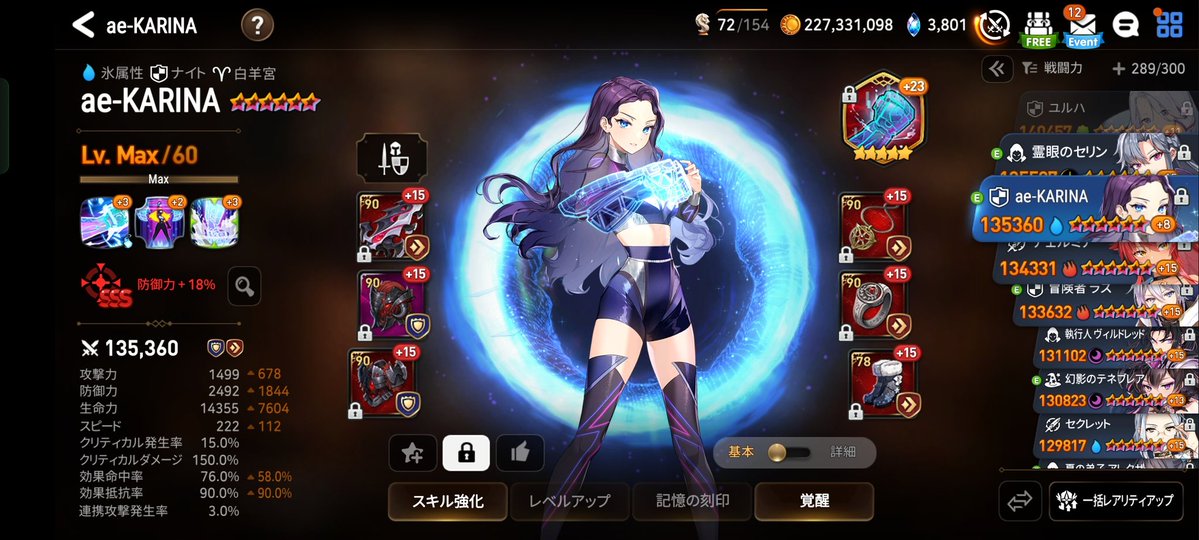 ae-KARINA
?
72/154
227,331,098
3,801
FREE
12
Event
氷属性 ナイト 白羊宮
ae-KARINA
Lv. Max/60
Max
+3 +2 +3
SSS
防御力 + 18%
135,360
攻撃力 1499 678
防御力 2492 1844
生命力 14355 7604
スピード 222 112
クリティカル発生率 15.0%
クリティカルダメージ 150.0%
効果命中率 76.0% 58.0%
効果抵抗率 90.0% 90.0%
連携攻撃発生率 3.0%
90 +15
90 +15
90 +15
+23
90 +15
90 +15
78 +15
基本 詳細
スキル強化
レベルアップ
記憶の刻印
覚醒
戦闘力
289/300
ユルハ
霊眼のセリン
ae-KARINA
135360 +8
134331 +15
冒険者 ラス
133632 +15
執行人 ヴィルドレッド
131102 +15
幻影のテネブレア
130823 +13
セクレット
129817 +15
一括レアリティアップ